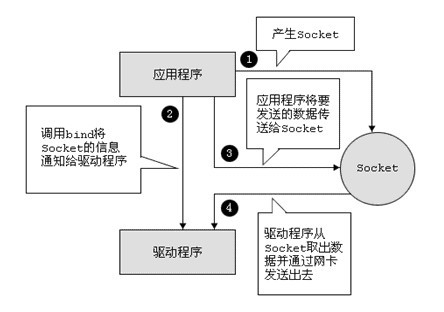 产生Socket
1
应用程序
2
应用程序将要
发送的数据传
送给Socket
调用bind将
Socket的信息
通知给驱动程序
3
Socket
4
驱动程序从
Socket取出数
据并通过网卡
发送出去
驱动程序